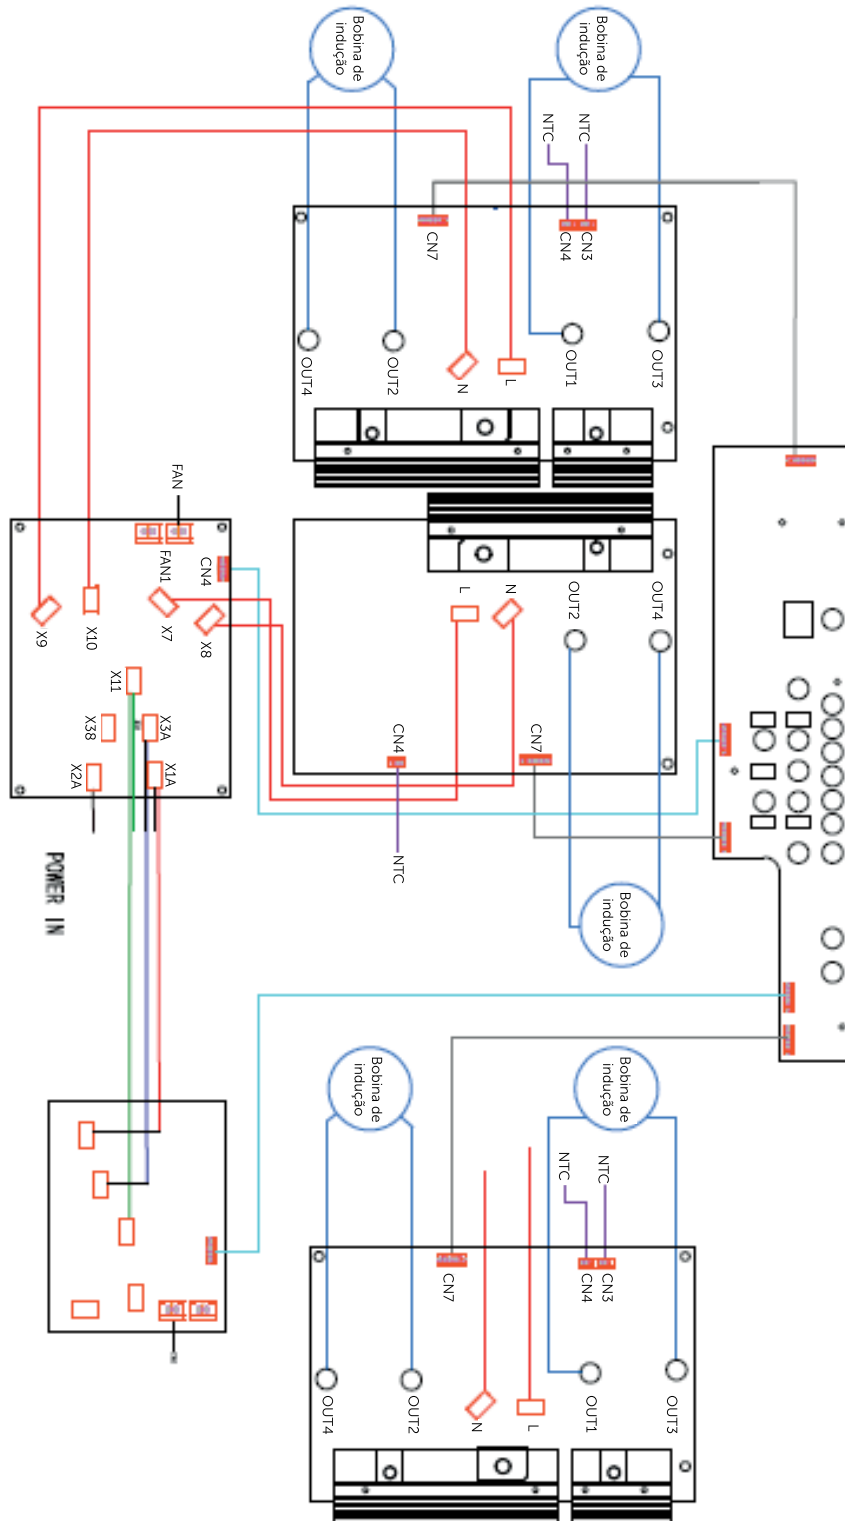 Bobina de
indução
Bobina de
indução
NTC
NTC
CN7
CN4
CN3
OUT4
OUT2
N
L
OUT1
OUT3
FAN
FAN1
CN4
X9
X10
X7
X8
X11
X38
X3A
X2A
X1A
POWER IN
L
N
OUT2
OUT4
CN4
CN7
NTC
Bobina de
indução
Bobina de
indução
Bobina de
indução
NTC
NTC
CN7
CN4
CN3
OUT4
OUT2
N
L
OUT1
OUT3